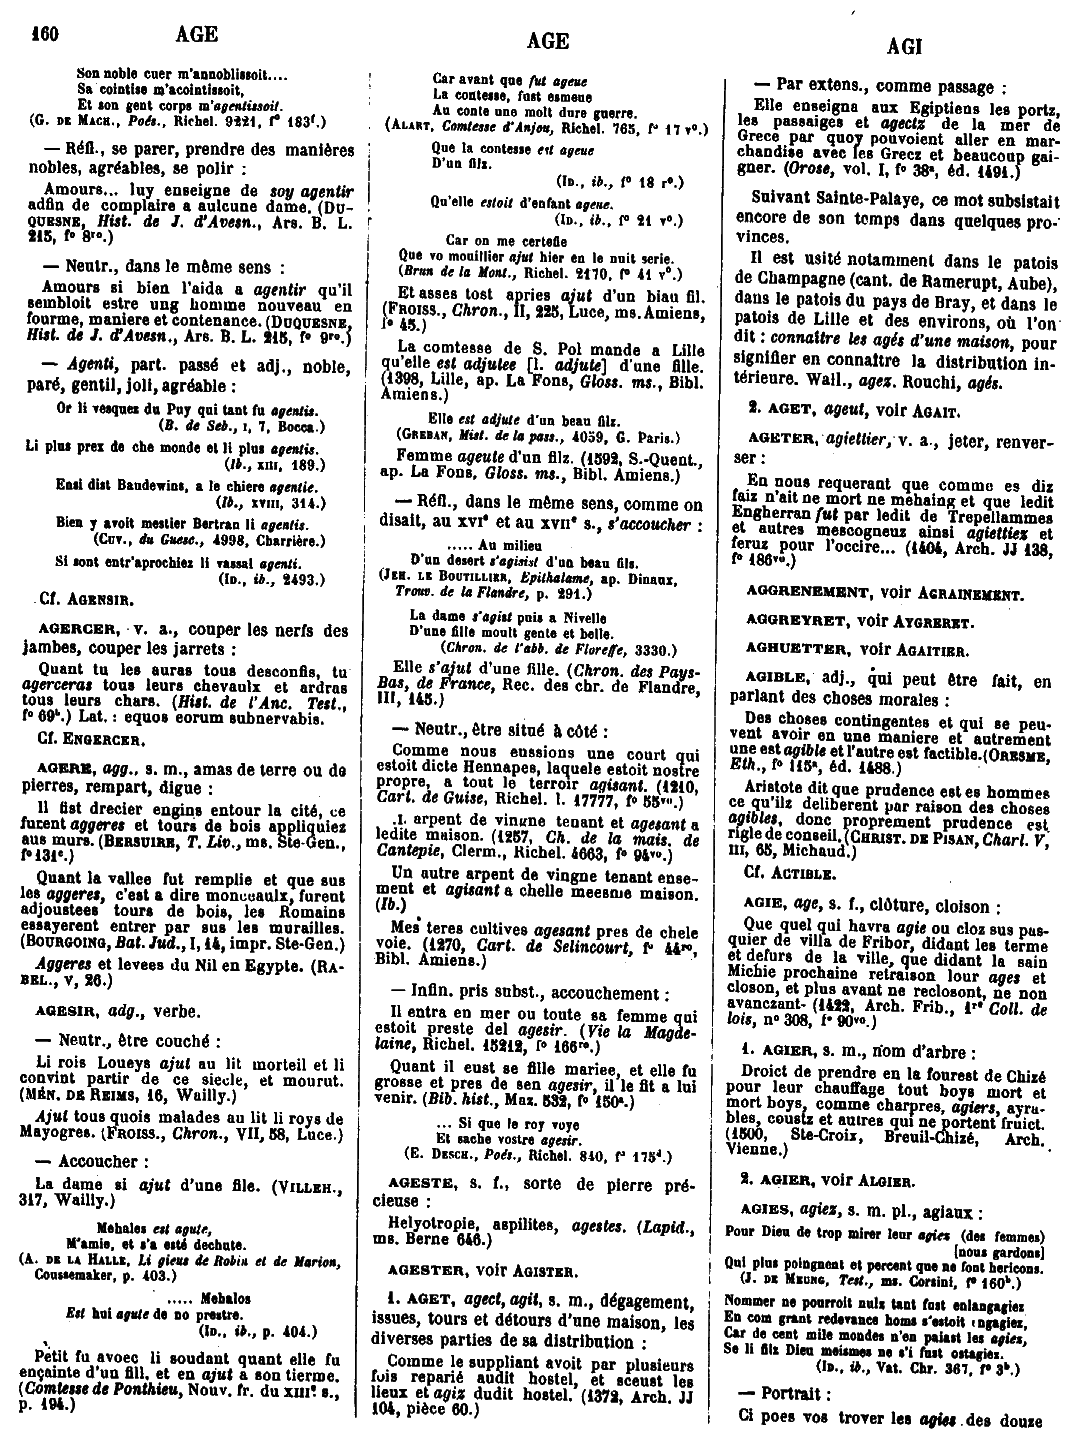 160 AGE
Son noble cuer m'annoblissoit....
Sa cointise m'acointissoit,
Et son gent corps m'agentissoit.
(G. DE MACH., Poés., Richel. 9221, f° 183f.)
— Réfl., se parer, prendre des manières
nobles, agréables, se polir :
Amours... luy enseigne de soy agentir
adfin de complaire a aulcune dame. (DU-
QUESNE, Hist. de J. d'Avesn., Ars. B. L.
215, f° 8ro.)
— Neutr., dans le même sens :
Amours si bien l'aida a agentir qu'il
sembloit estre ung homme nouveau en
fourme, maniere et contenance. (DUQUESNE,
Hist. de J. d'Avesn., Ars. B. L. 215, f° 9ro.)
— Agenti, part. passé et adj., noble,
paré, gentil, joli, agréable :
Or li vesques du Puy qui tant fu agentis.
(B. de Seb., I, 7, Bocca.)
Li plus prex de che monde et li plus agentis.
(Ib., XIII, 189.)
Ensi dist Baudewins, a le chiere agentie.
(Ib., XVIII, 314.)
Bien y avoit mestier Bertran li agentis.
(CUV., du Guesc., 4998, Charrière.)
Si sont entr'aprochiez li vassal agenti.
(ID., ib., 2493.)
Cf. AGENSIR.
AGERCER, v. a., couper les nerfs des
jambes, couper les jarrets :
Quant tu les auras tous desconfis, tu
agerceras tous leurs chevaulx et ardras
tous leurs chars. (Hist. de l'Anc. Test.,
f° 69b.) Lat. : equos eorum subnervabis.
Cf. ENGERCER.
AGERE, agg., s. m., amas de terre ou de
pierres, rempart, digue :
Il fist drecier engins entour la cité, ce
furent aggeres et tours de bois appliquiez
aus murs. (BERSUIRE, T. Liv., ms. Ste-Gen.,
f° 131c.)
Quant la vallee fut remplie et que sus
les aggeres, c'est a dire monceaulx, furent
adjoustees tours de bois, les Romains
essayerent entrer par sus les murailles.
(BOURGOING, Bat. Jud., I, 14, impr. Ste-Gen.)
Aggeres et levees du Nil en Egypte. (RA-
BEL., V, 26.)
AGESIR, adg., verbe.
— Neutr., être couché :
Li rois Loueys ajut au lit morteil et li
convint partir de ce siecle, et mourut.
(MÉN. DE REIMS, 16, Wailly.)
Ajut tous quois malades au lit li roys de
Mayogres. (FROISS., Chron., VII, 58, Luce.)
— Accoucher :
La dame si ajut d'une file. (VILLEH.,
317, Wailly.)
Mehales est agute,
M'amie, et s'a esté dechute.
(A. DE LA HALLE, Li gieus de Robin et de Marion,
Coussemaker, p. 403.)
..... Mehalos
Est hui agute de no prestre.
(ID., ib., p. 404.)
Petit fu avoec li soudant quant elle fu
ençainte d'un fill, et en ajut a son tierme.
(Comtesse de Ponthieu, Nouv. fr. du XIIIe s.,
p. 194.)
AGE
Car avant que fut ageue
La contesse, fust esmeue
Au conte une molt dure guerre.
(ALART, Comtesse d'Anjou, Richel. 765, f° 17 v°.)
Que la contesse est ageue
D'un filz.
(ID., ib., f° 18 r°.)
Qu'elle estoit d'enfant ageue.
(ID., ib., f° 21 v°.)
Car on me certefie
Que vo mouillier ajut hier en le nuit serie.
(Brun de la Mont., Richel. 2170, f° 41 v°.)
Et asses tost apries ajut d'un biau fil.
(FROISS., Chron., II, 225, Luce, ms. Amiens,
f° 45.)
La comtesse de S. Pol mande a Lille
qu'elle est adjutee [l. adjute] d'une fille.
(1398, Lille, ap. La Fons, Gloss. ms., Bibl.
Amiens.)
Elle est adjute d'un beau filz.
(GREBAN, Mist. de la pass., 4059, G. Paris.)
Femme ageute d'un filz. (1592, S.-Quent.,
ap. La Fons, Gloss. ms., Bibl. Amiens.)
— Réfl., dans le même sens, comme on
disait, au XVIe et au XVIIe s., s'accoucher :
..... Au milieu
D'un desert s'agisist d'un beau fils.
(JEH. LE BOUTILLIER, Epithalame, ap. Dinaux,
Trouv. de la Flandre, p. 291.)
La dame s'agist puis a Nivelle
D'une fille moult gente et belle.
(Chron. de l'abb. de Floreffe, 3330.)
Elle s'ajut d'une fille. (Chron. des Pays-
Bas, de France, Rec. des chr. de Flandre,
III, 145.)
— Neutr., être situé à côté :
Comme nous eussions une court qui
estoit dicte Hennapes, laquele estoit nostre
propre, a tout le terroir agisant. (1210,
Cart. de Guise, Richel. l. 17777, f° 55vo.)
.I. arpent de vingne tenant et agesant a
ledite maison. (1257, Ch. de la mais. de
Cantepie, Clerm., Richel. 4663, f° 94vo.)
Un autre arpent de vingne tenant ense-
ment et agisant a chelle meesme maison.
(Ib.)
Mes teres cultives agesant pres de chele
voie. (1270, Cart. de Selincourt, f° 44ro,
Bibl. Amiens.)
— Infin. pris subst., accouchement :
Il entra en mer ou toute sa femme qui
estoit preste del agesir. (Vie la Magde-
laine, Richel. 15212, f° 166ro.)
Quant il eust se fille mariee, et elle fu
grosse et pres de sen agesir, il le fit a lui
venir. (Bib. hist., Maz. 532, f° 150a.)
... Si que le roy voye
Et sache vostre agesir.
(E. DESCH., Poés., Richel. 840, f° 175d.)
AGESTE, s. f., sorte de pierre pré-
cieuse :
Helyotropie, aspilites, agestes. (Lapid.,
ms. Berne 646.)
AGESTER, voir AGISTER.
1. AGET, agect, agit, s. m., dégagement,
issues, tours et détours d'une maison, les
diverses parties de sa distribution :
Comme le suppliant avoit par plusieurs
fois reparié audit hostel, et sceust les
lieux et agiz dudit hostel. (1372, Arch. JJ
104, pièce 60.)
AGI
— Par extens., comme passage :
Elle enseigna aux Egiptiens les portz,
les passaiges et agectz de la mer de
Grece par quoy pouvoient aller en mar-
chandise avec les Grecz et beaucoup gai-
gner. (Orose, vol. I, f° 38a, éd. 1491.)
Suivant Sainte-Palaye, ce mot subsistait
encore de son temps dans quelques pro-
vinces.
Il est usité notamment dans le patois
de Champagne (cant. de Ramerupt, Aube),
dans le patois du pays de Bray, et dans le
patois de Lille et des environs, où l'on
dit : connaître les agés d'une maison, pour
signifier en connaître la distribution in-
térieure. Wall., agez. Rouchi, agés.
2. AGET, ageut, voir AGAIT.
AGETER, agiettier, v. a., jeter, renver-
ser :
En nous requerant que comme es diz
faiz n'ait ne mort ne mehaing et que ledit
Engherran fut par ledit de Trepellammes
et autres mescogneuz ainsi agiettiez et
feruz pour l'occire... (1404, Arch. JJ 138,
f° 186vo.)
AGGRENEMENT, voir AGRAINEMENT.
AGGREYRET, voir AYGRERET.
AGHUETTER, voir AGAITIER.
AGIBLE, adj., qui peut être fait, en
parlant des choses morales :
Des choses contingentes et qui se peu-
vent avoir en une maniere et autrement
une est agible et l'autre est factible. (ORESME,
Eth., f° 115a, éd. 1488.)
Aristote dit que prudence est es hommes
ce qu'ilz deliberent par raison des choses
agibles, donc proprement prudence est
rigle de conseil. (CHRIST. DE PISAN, Charl. V,
III, 65, Michaud.)
Cf. ACTIBLE.
AGIE, age, s. f., clôture, cloison :
Que quel qui havra agie ou cloz sus pas-
quier de villa de Fribor, didant les terme
et defurs de la ville, que didant la sain
Michie prochaine retraison lour ages et
closon, et plus avant ne reclosont, ne non
avanczant- (1422, Arch. Frib., 1re Coll. de
lois, n° 308, f° 90vo.)
1. AGIER, s. m., nom d'arbre :
Droict de prendre en la fourest de Chizé
pour leur chauffage tout boys mort et
mort boys, comme charpres, agiers, ayra-
bles, coustz et autres qui ne portent fruict.
(1500, Ste-Croix, Breuil-Chizé, Arch.
Vienne.)
2. AGIER, voir ALGIER.
AGIES, agiez, s. m. pl., agiaux :
Pour Dieu de trop mirer leur agies (des femmes)
[nous gardons]
Qui plus poingnent et percent que ne font hericons.
(J. DE MEUNG, Test., ms. Corsini, f° 160b.)
Nommer ne pourroit nulz tant fust enlangagiez
En com grant redevance homs s'estoit engagiez,
Car de cent mile mondes n'en paiast les agies,
Se li filz Dieu meismes ne s'i fust ostagiez.
(ID., ib., Vat. Chr. 367, f° 3b.)
— Portrait :
Ci poes vos trover les agies des douze